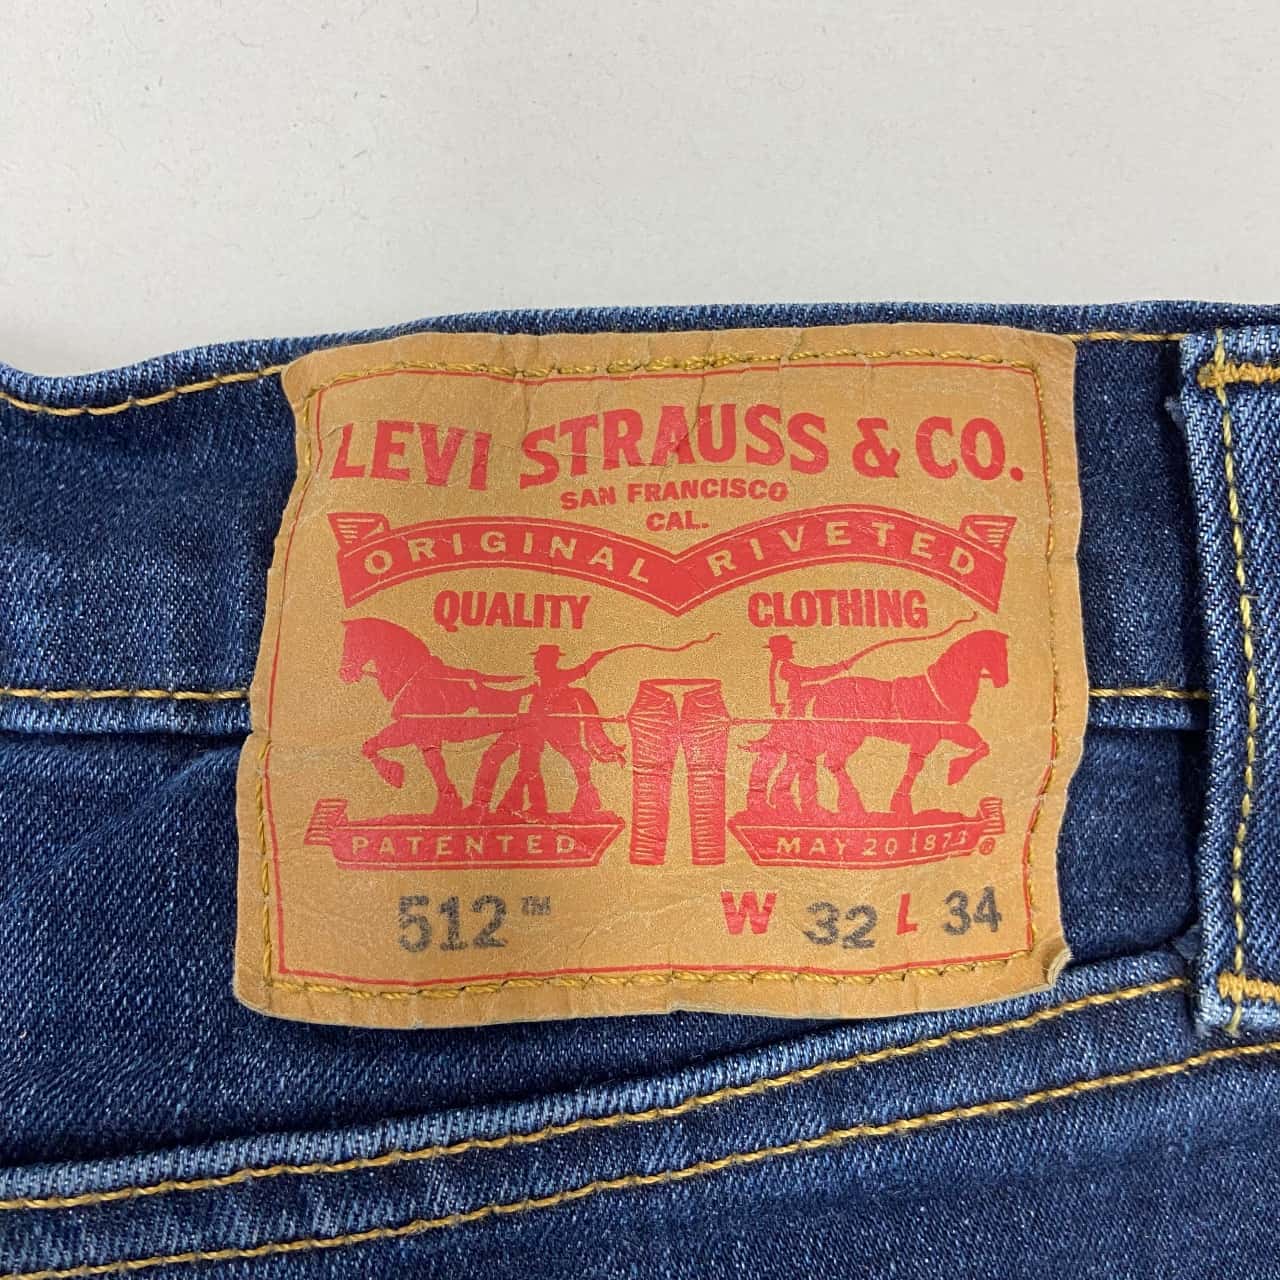 LEVI STRAUSS & CO.
SAN FRANCISCO
CAL.
ORIGINAL RIVETED
QUALITY CLOTHING
PATENTED MAY 20 1873 ®
512™ W 32 L 34